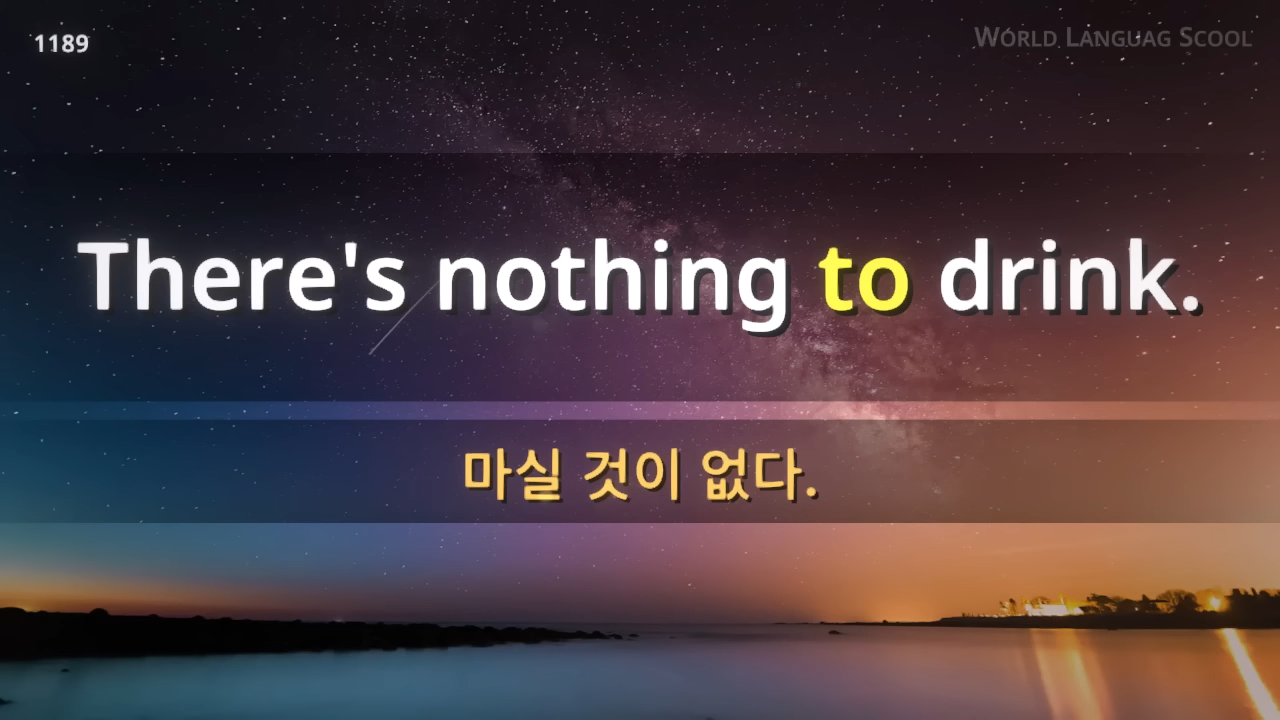 1189
WORLD LANGUAG SCOOL
There's nothing to drink.
마실 것이 없다.